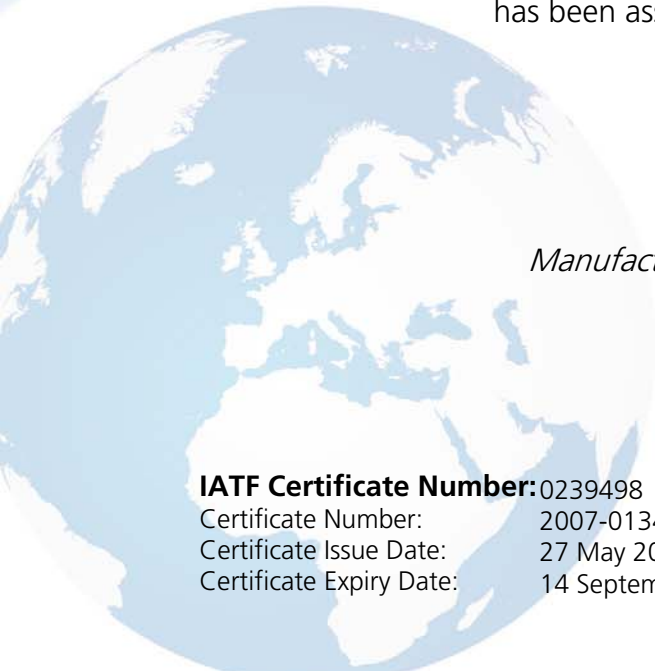 has been as
Manufact
IATF Certificate Number: 0239498
Certificate Number: 2007-0134
Certificate Issue Date: 27 May 20
Certificate Expiry Date: 14 Septem